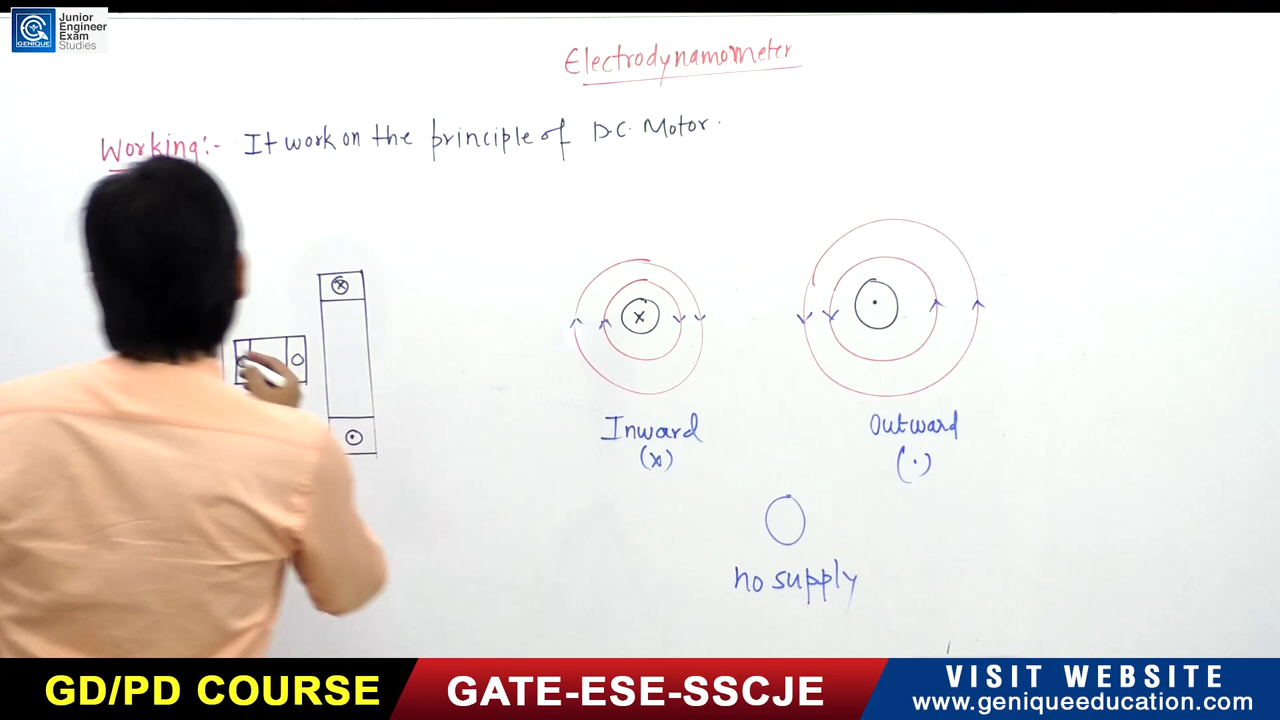 GENIQUE
Junior
Engineer
Exam
Studies
Electrodynamometer
Working:- It work on the principle of D.C. Motor.
Inward
(x)
Outward
(.)
no supply
GD/PD COURSE
GATE-ESE-SSCJE
VISIT WEBSITE
www.geniqueeducation.com